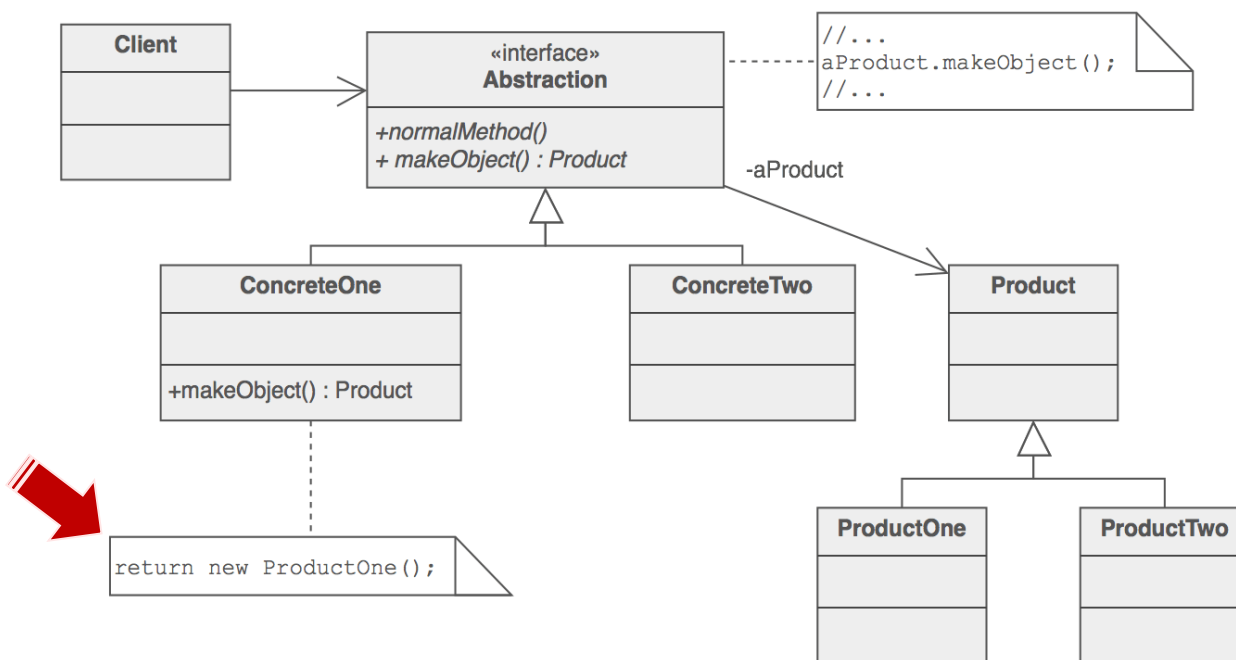 Client
«interface»
Abstraction
+normalMethod()
+ makeObject() : Product
//...
aProduct.makeObject();
//...
-aProduct
ConcreteOne
+makeObject() : Product
ConcreteTwo
Product
return new ProductOne();
ProductOne
ProductTwo